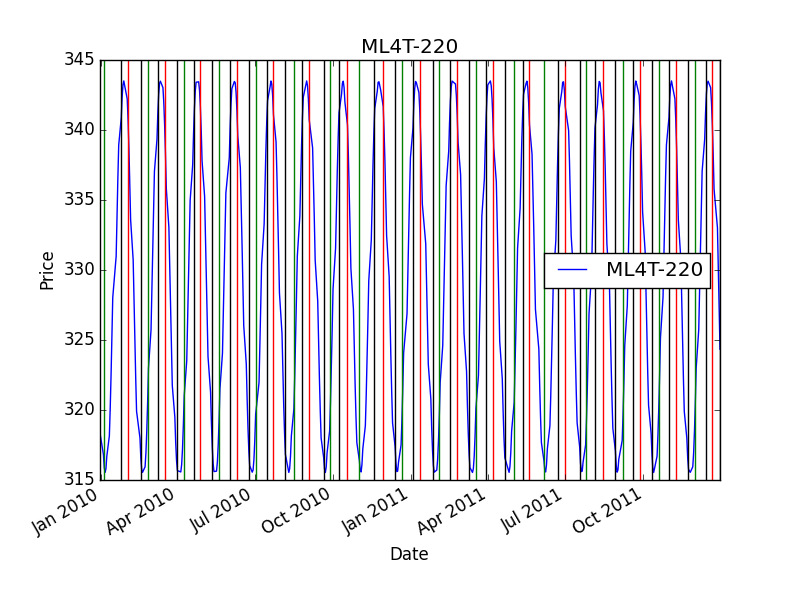 ML4T-220
345
340
335
330
325
320
315
Price
ML4T-220
Jan 2010
Apr 2010
Jul 2010
Oct 2010
Jan 2011
Apr 2011
Jul 2011
Oct 2011
Date